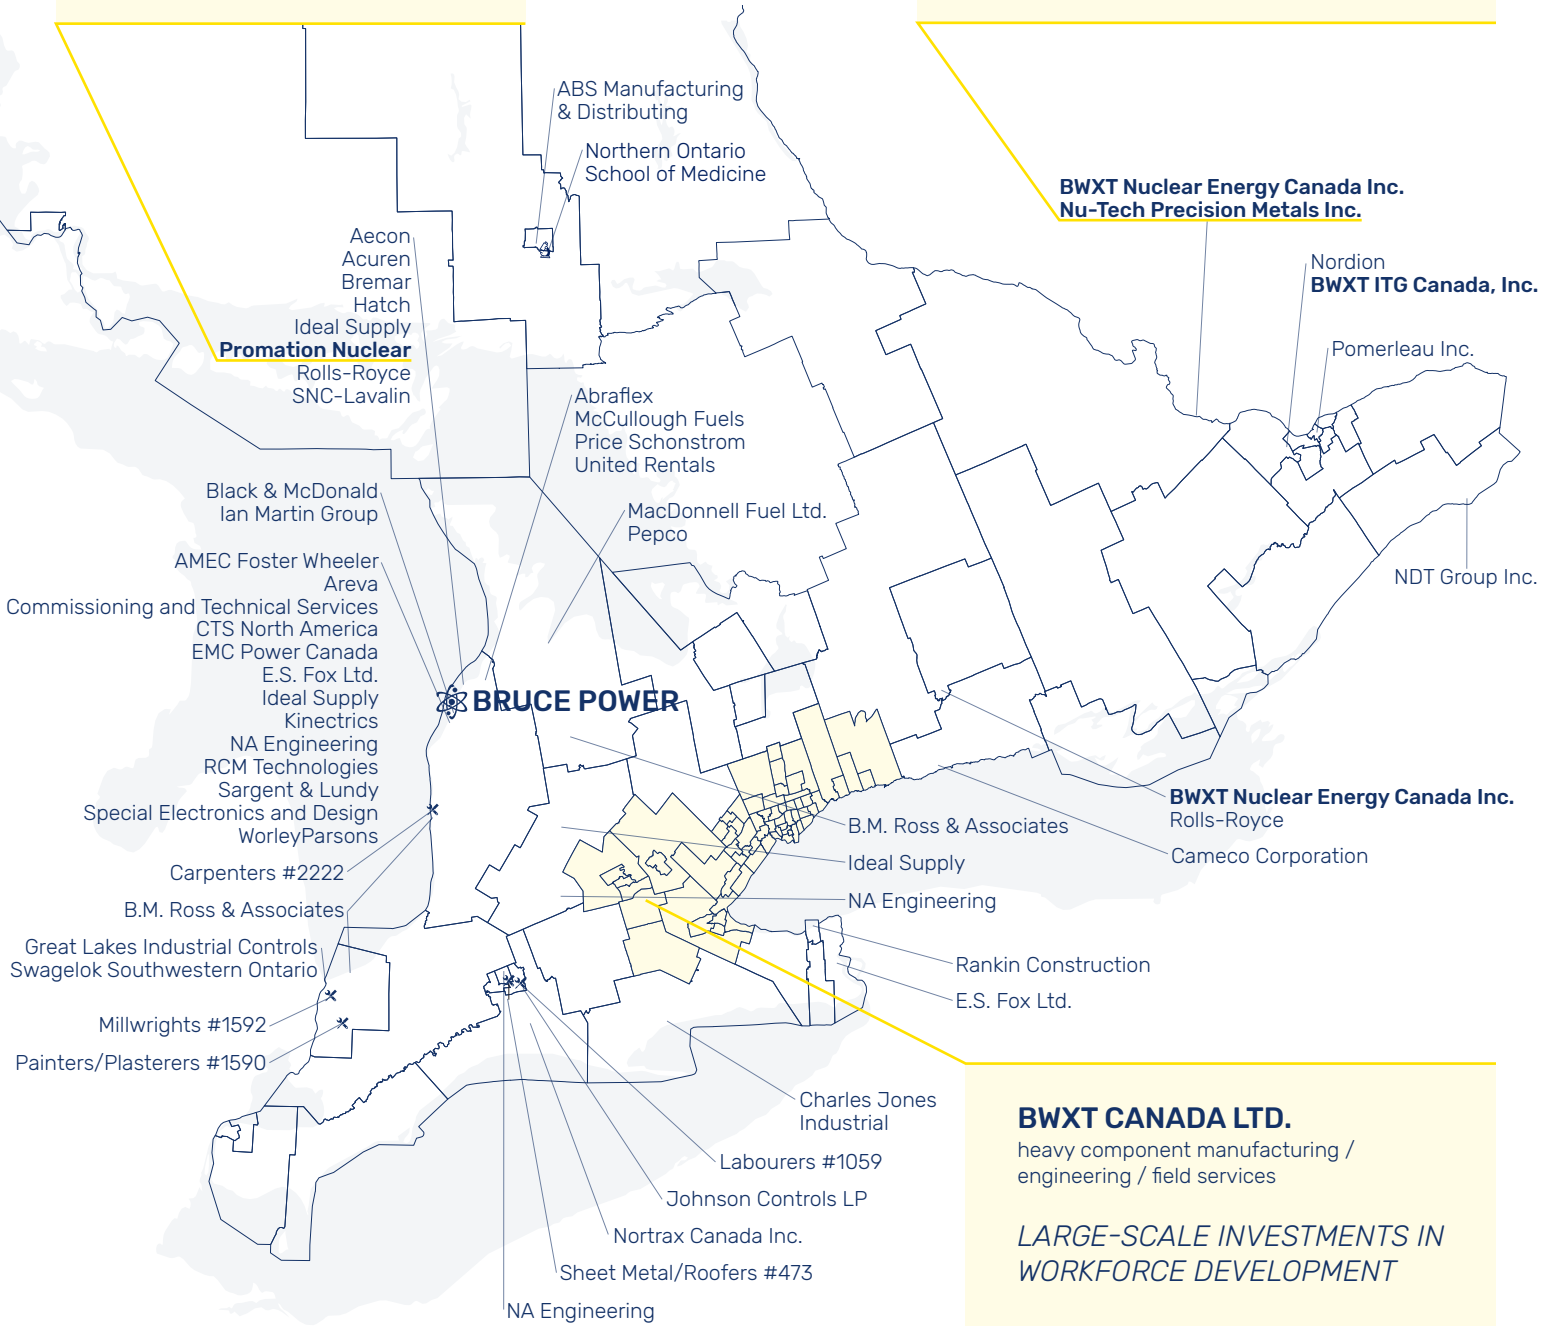 ABS Manufacturing
& Distributing
Northern Ontario
School of Medicine
BWXT Nuclear Energy Canada Inc.
Nu-Tech Precision Metals Inc.
Nordion
BWXT ITG Canada, Inc.
Pomerleau Inc.
NDT Group Inc.
Aecon
Acuren
Bremar
Hatch
Ideal Supply
Promation Nuclear
Rolls-Royce
SNC-Lavalin
Abraflex
McCullough Fuels
Price Schonstrom
United Rentals
MacDonnell Fuel Ltd.
Pepco
Black & McDonald
Ian Martin Group
AMEC Foster Wheeler
Areva
Commissioning and Technical Services
CTS North America
EMC Power Canada
E.S. Fox Ltd.
Ideal Supply
Kinectrics
NA Engineering
RCM Technologies
Sargent & Lundy
Special Electronics and Design
WorleyParsons
BRUCE POWER
Carpenters #2222
B.M. Ross & Associates
Great Lakes Industrial Controls
Swagelok Southwestern Ontario
Millwrights #1592
Painters/Plasterers #1590
BWXT Nuclear Energy Canada Inc.
Rolls-Royce
Cameco Corporation
B.M. Ross & Associates
Ideal Supply
NA Engineering
Rankin Construction
E.S. Fox Ltd.
Charles Jones
Industrial
Labourers #1059
Johnson Controls LP
Nortrax Canada Inc.
Sheet Metal/Roofers #473
NA Engineering
BWXT CANADA LTD.
heavy component manufacturing /
engineering / field services
LARGE-SCALE INVESTMENTS IN
WORKFORCE DEVELOPMENT